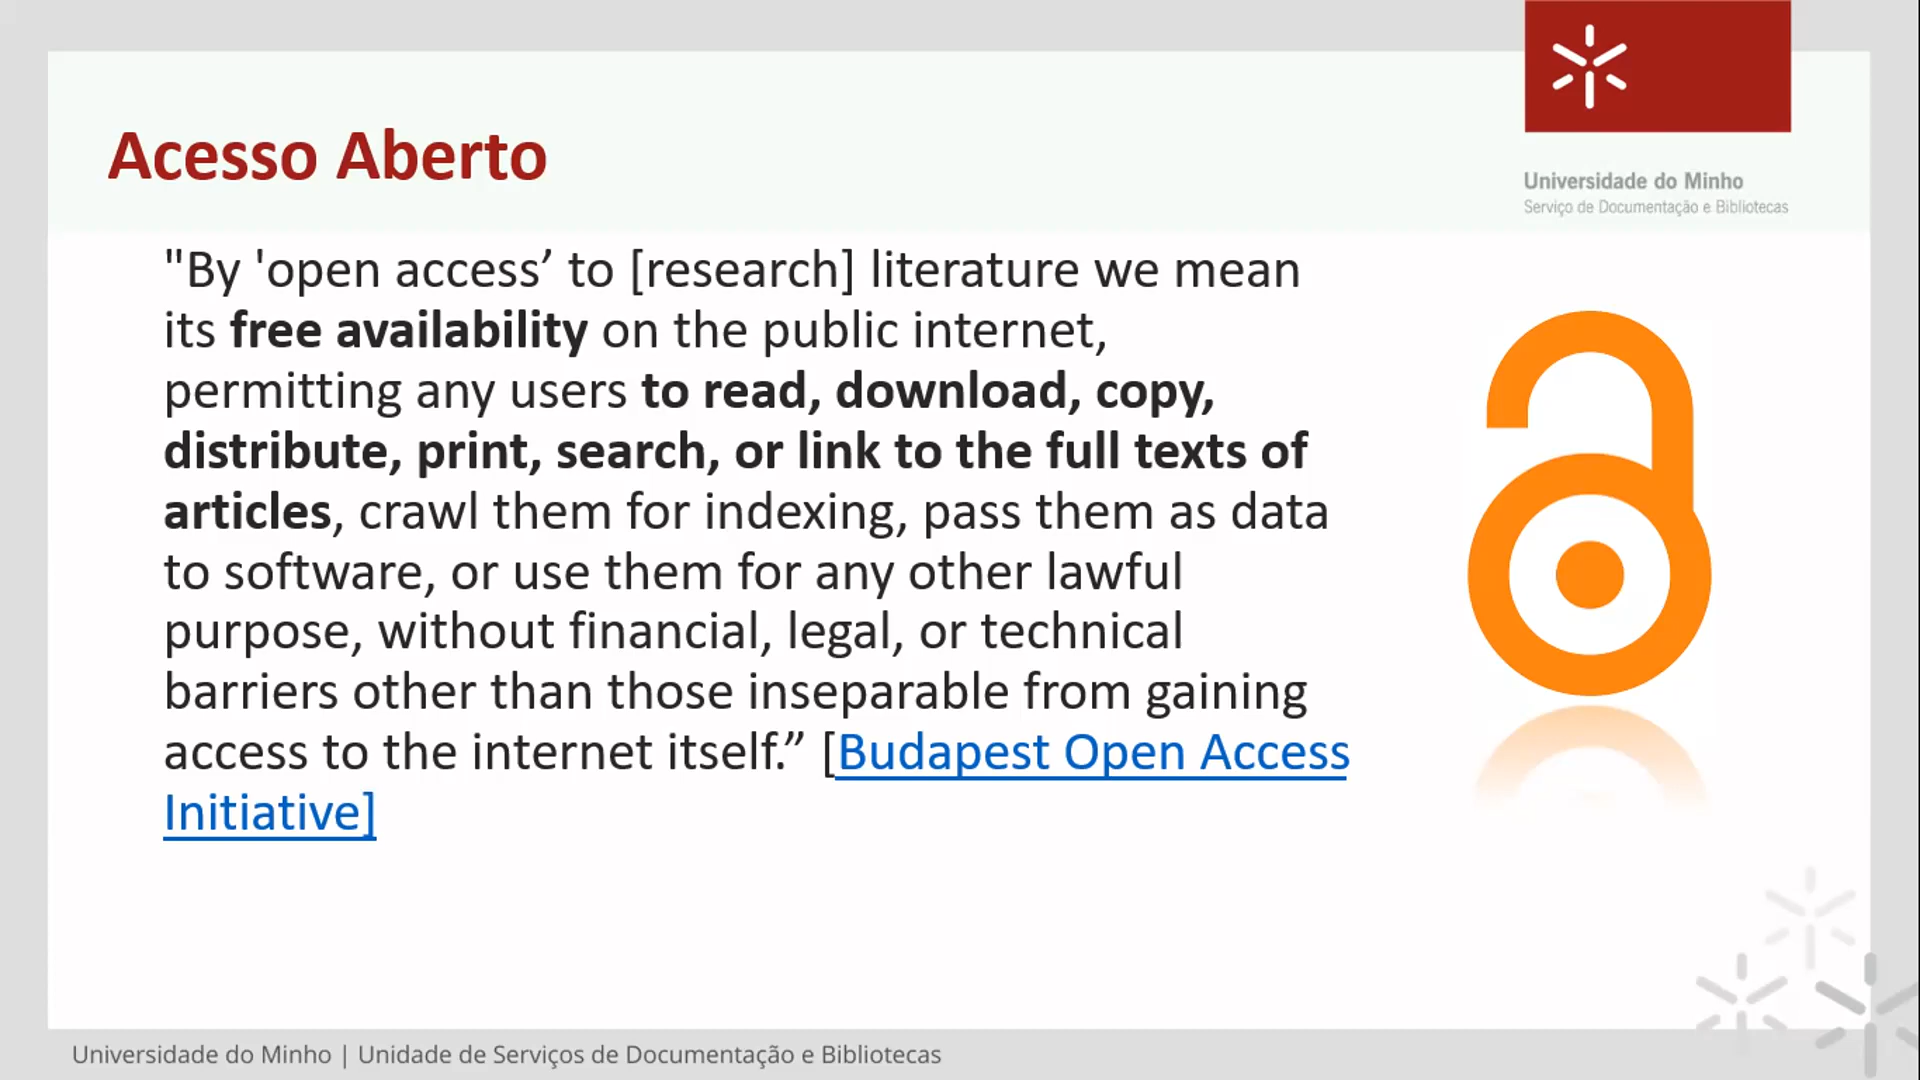 Acesso Aberto
Universidade do Minho
Serviço de Documentação e Bibliotecas
"By 'open access’ to [research] literature we mean
its free availability on the public internet,
permitting any users to read, download, copy,
distribute, print, search, or link to the full texts of
articles, crawl them for indexing, pass them as data
to software, or use them for any other lawful
purpose, without financial, legal, or technical
barriers other than those inseparable from gaining
access to the internet itself.” [Budapest Open Access
Initiative]
Universidade do Minho | Unidade de Serviços de Documentação e Bibliotecas